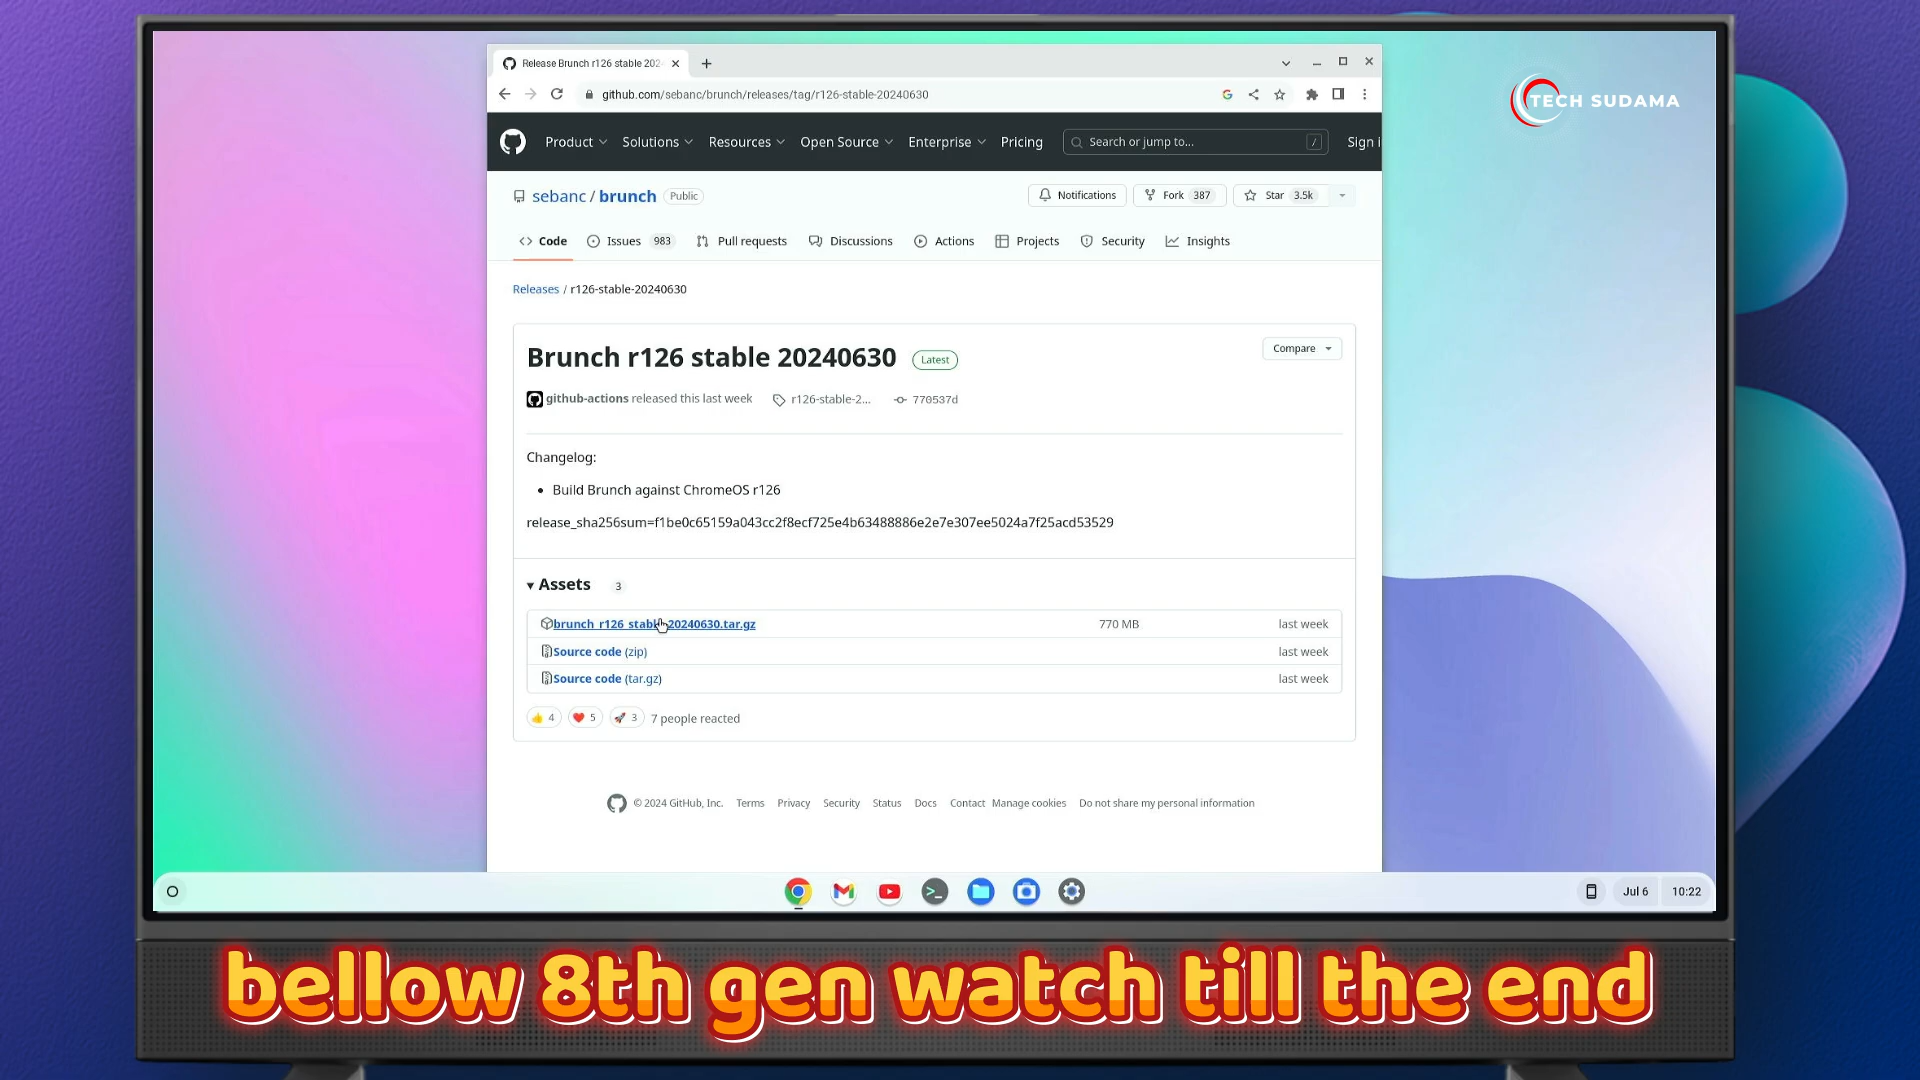 Release Brunch r126 stable 202
github.com/sebanc/brunch/releases/tag/r126-stable-20240630
TECH SUDAMA
Product Solutions Resources Open Source Enterprise Pricing Search or jump to... / Sign i
sebanc / brunch Public Notifications Fork 387 Star 3.5k
Code Issues 983 Pull requests Discussions Actions Projects Security Insights
Releases / r126-stable-20240630
Brunch r126 stable 20240630 Latest Compare
github-actions released this last week r126-stable-2... 770537d
Changelog:
• Build Brunch against ChromeOS r126
release_sha256sum=f1be0c65159a043cc2f8ecf725e4b63488886e2e7e307ee5024a7f25acd53529
Assets 3
brunch_r126_stable_20240630.tar.gz 770 MB last week
Source code (zip) last week
Source code (tar.gz) last week
4 5 3 7 people reacted
© 2024 GitHub, Inc. Terms Privacy Security Status Docs Contact Manage cookies Do not share my personal information
Jul 6 10:22
bellow 8th gen watch till the end